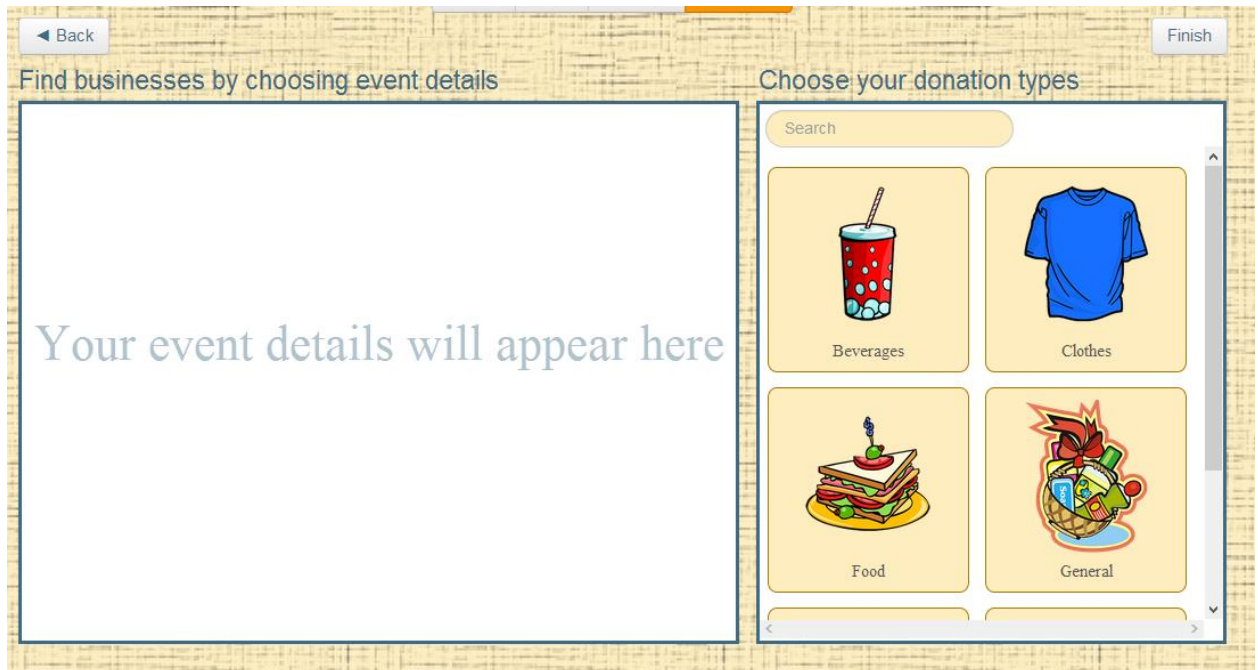 ◄ Back
Finish
Find businesses by choosing event details
Choose your donation types
Search
Your event details will appear here
Beverages
Clothes
Soap
Food
General